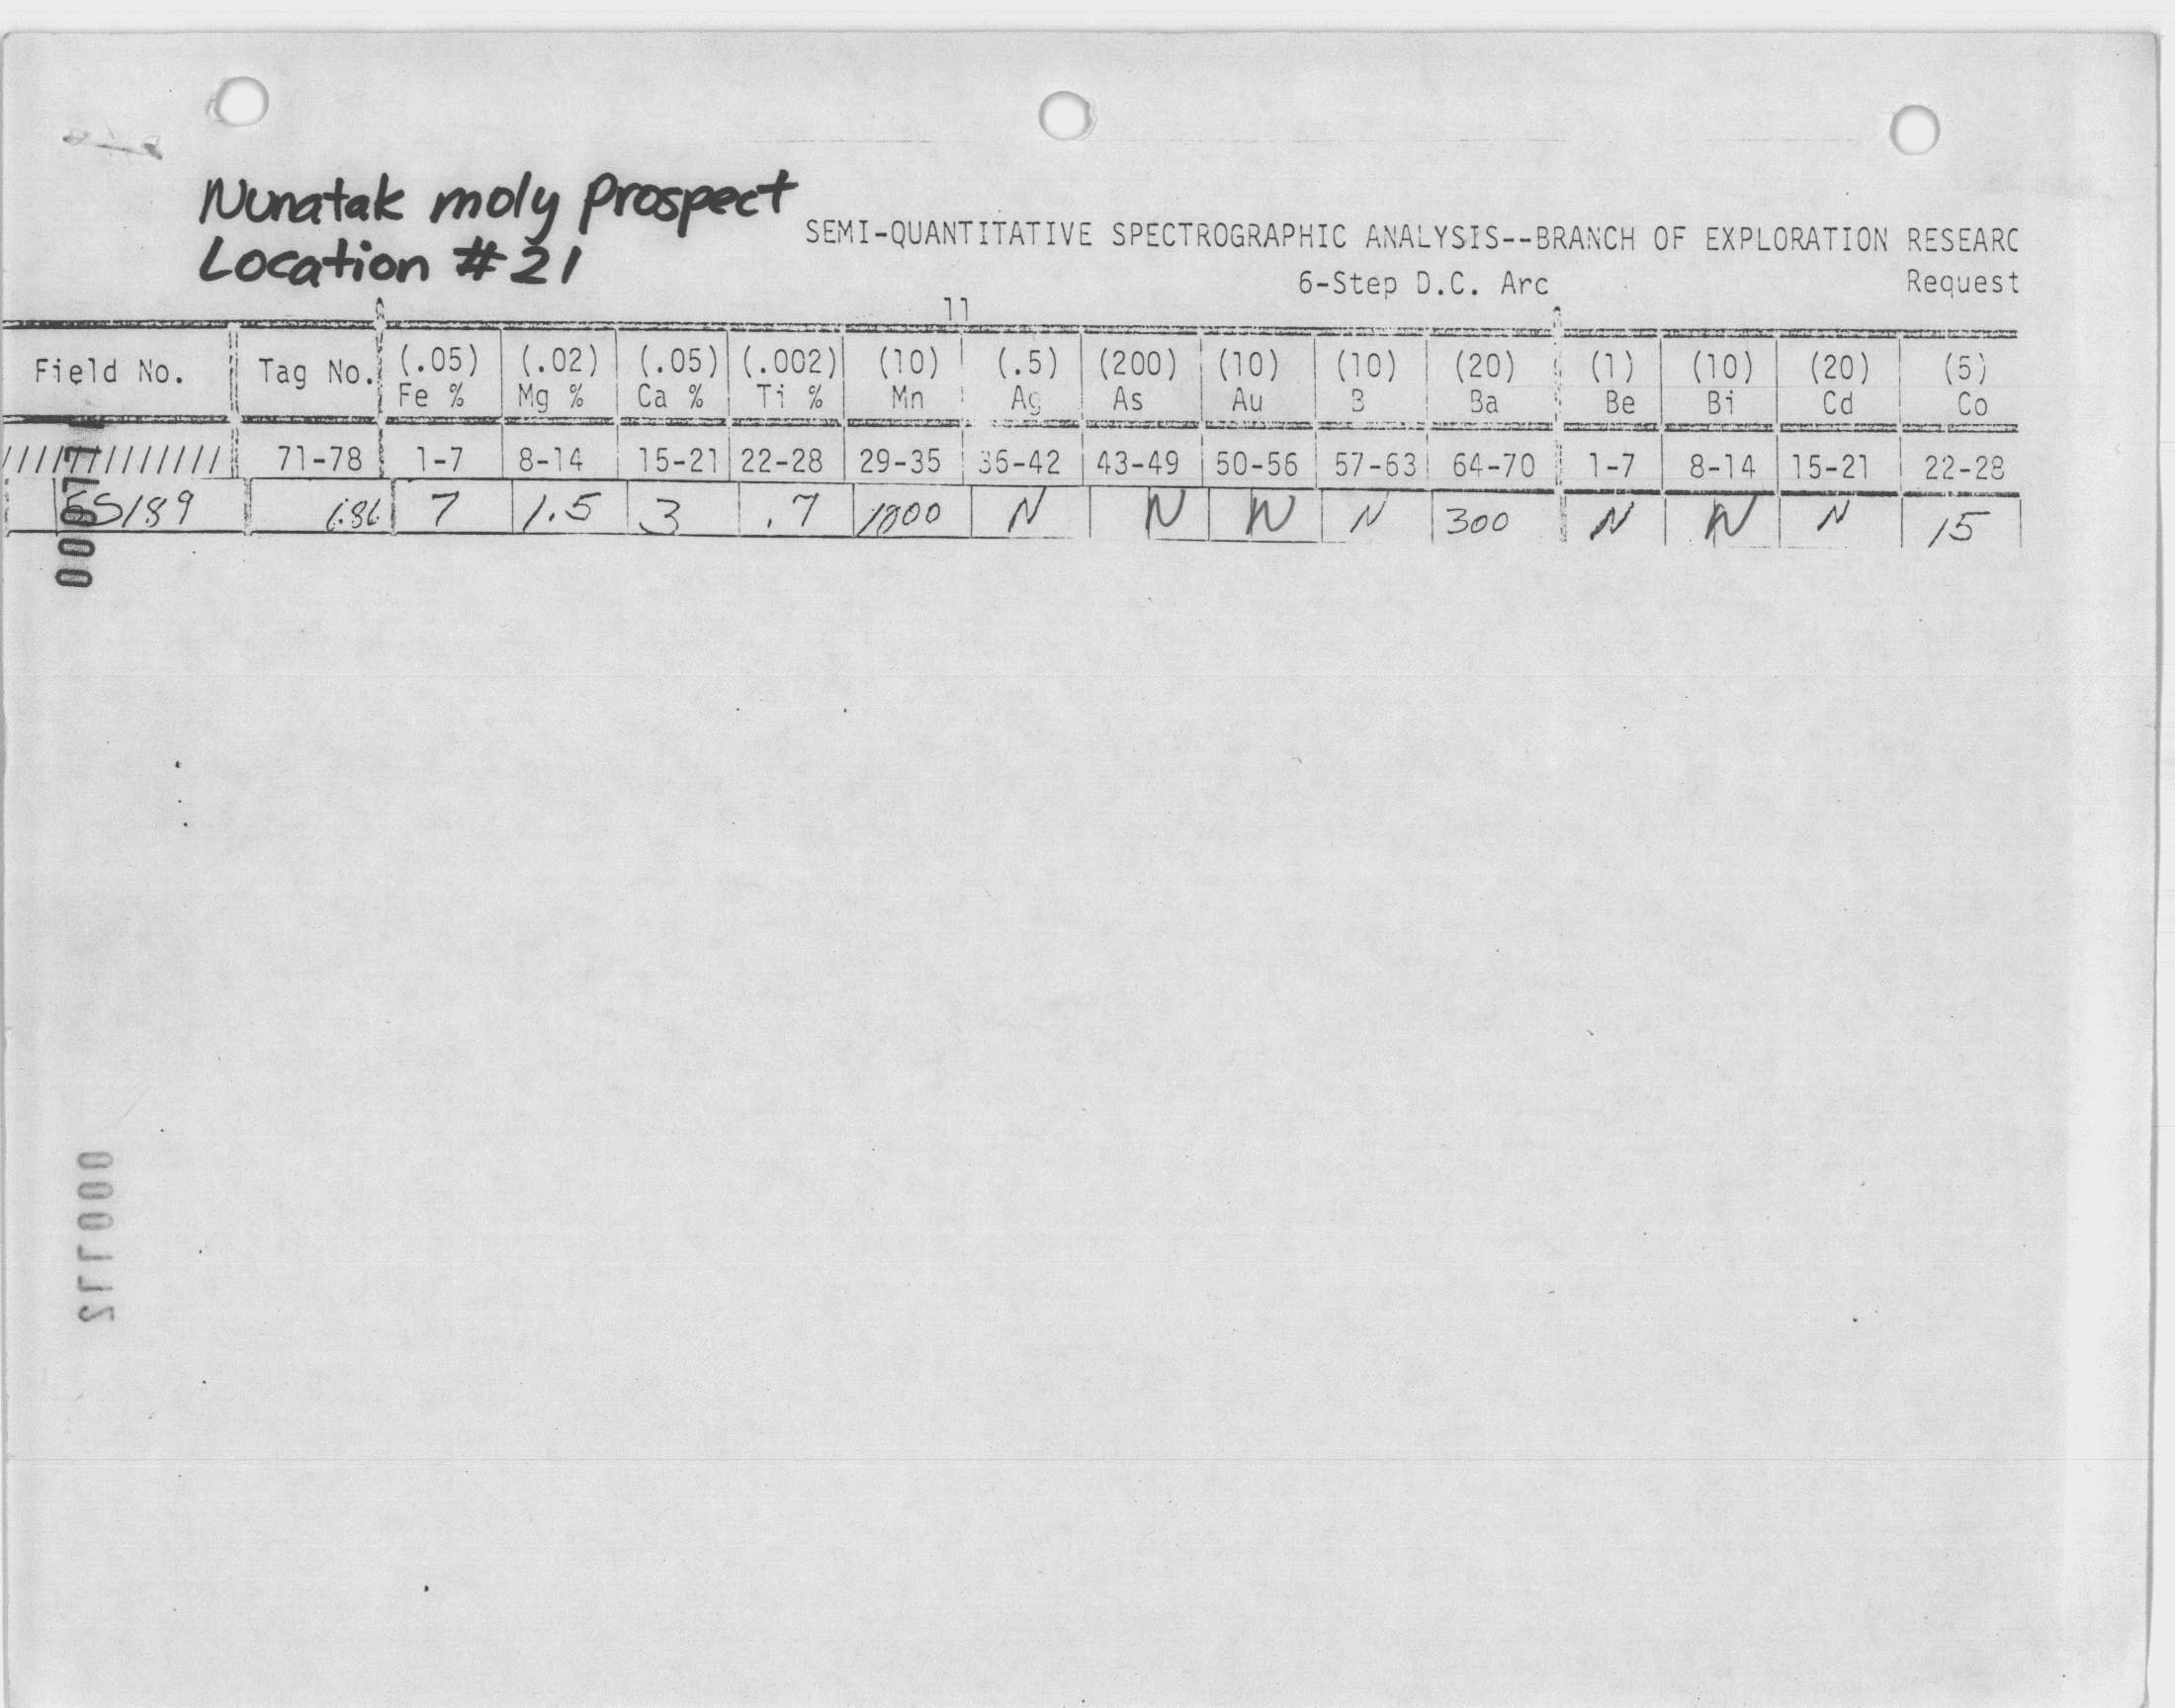 Nunatak moly Prospect
Location #21
SEMI-QUANTITATIVE SPECTROGRAPHIC ANALYSIS--BRANCH OF EXPLORATION RESEARC
6-Step D.C. Arc Request
11
Field No. Tag No. (.05) Fe % (.02) Mg % (.05) Ca % (.002) Ti % (10) Mn (.5) Ag (200) As (10) Au (10) B (20) Ba (1) Be (10) Bi (20) Cd (5) Co
/////////////// 71-78 1-7 8-14 15-21 22-28 29-35 36-42 43-49 50-56 57-63 64-70 1-7 8-14 15-21 22-28
7 1.5 3 .7 1000 N N N N 300 N N N 15
000112